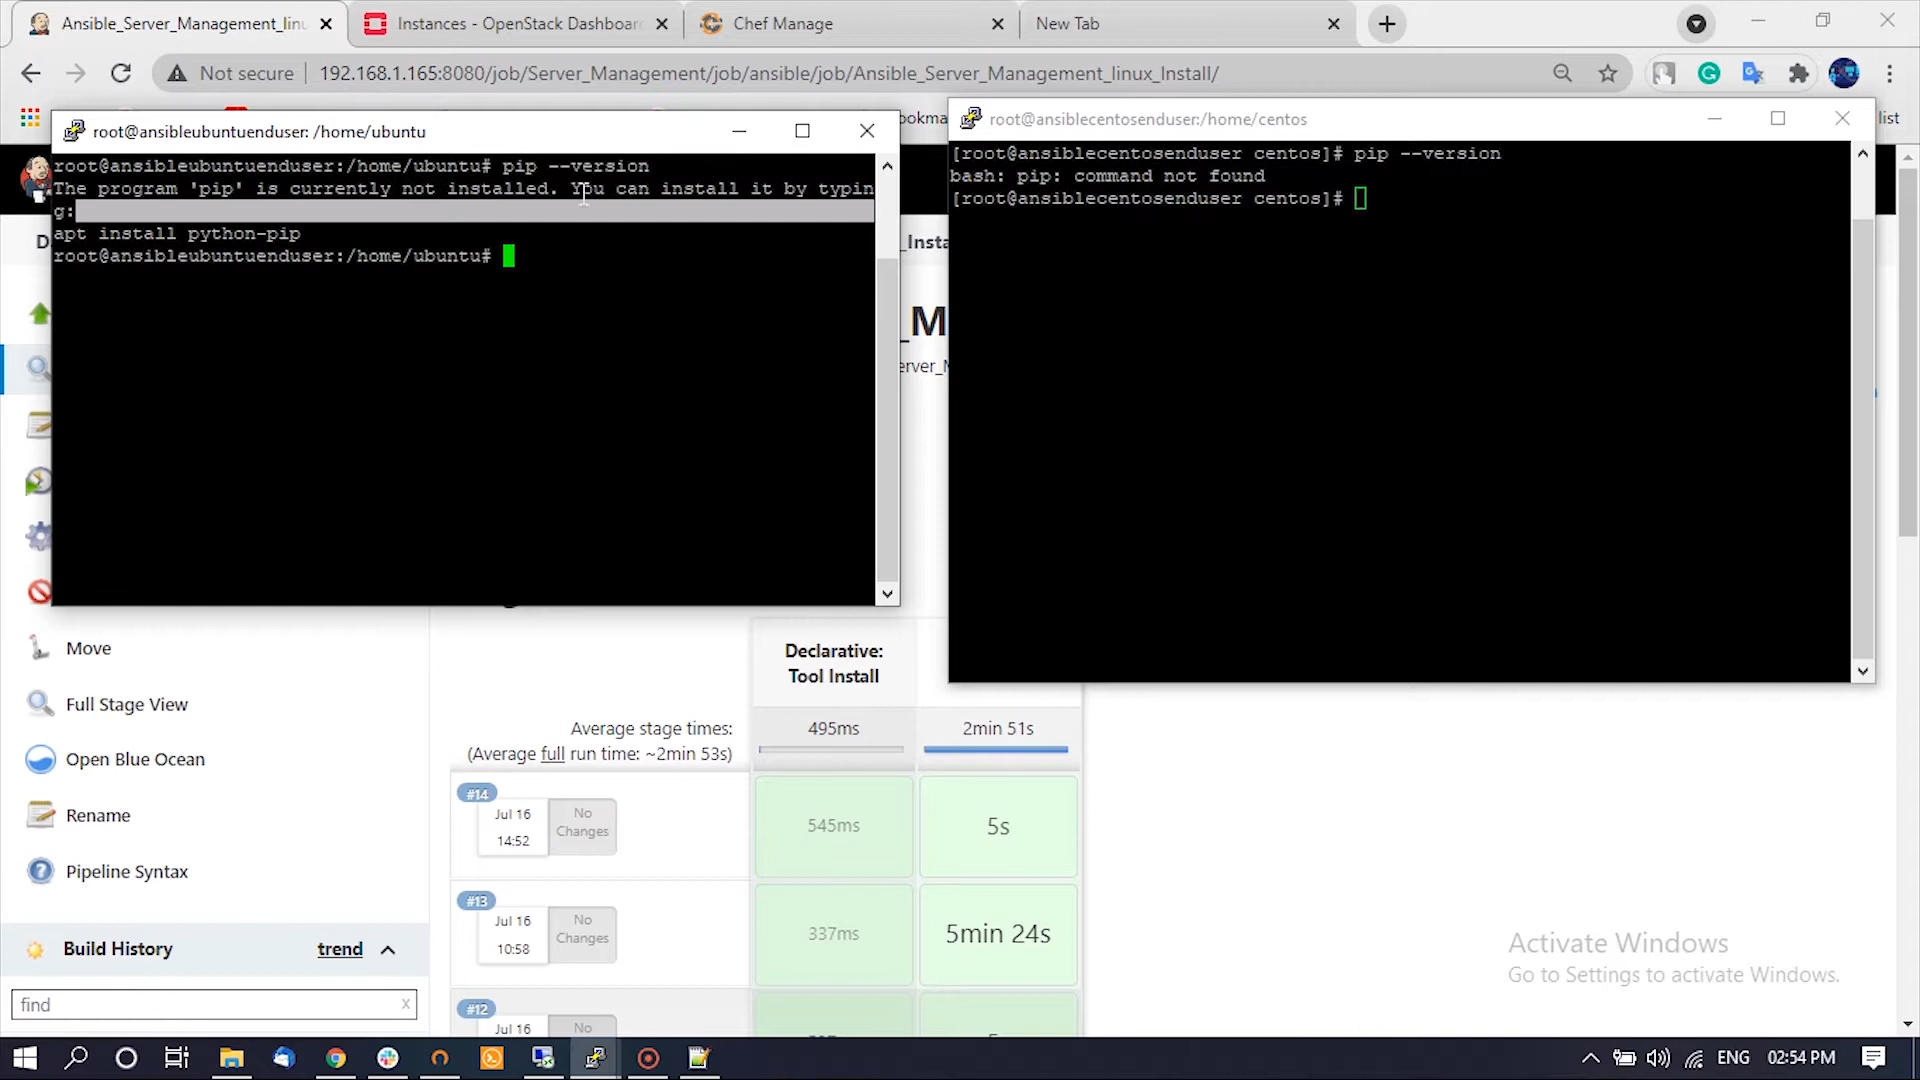 Ansible_Server_Management_linu
Instances - OpenStack Dashboar
Chef Manage
New Tab
Not secure
192.168.1.165:8080/job/Server_Management/job/ansible/job/Ansible_Server_Management_linux_Install/
list
root@ansibleubuntuenduser: /home/ubuntu
root@ansibleubuntuenduser:/home/ubuntu# pip --version
The program 'pip' is currently not installed. You can install it by typin
g:
apt install python-pip
root@ansibleubuntuenduser:/home/ubuntu#
root@ansiblecentosenduser:/home/centos
[root@ansiblecentosenduser centos]# pip --version
bash: pip: command not found
[root@ansiblecentosenduser centos]#
_M
Move
Full Stage View
Open Blue Ocean
Rename
Pipeline Syntax
Build History
trend
find
x
Declarative:
Tool Install
Average stage times:
(Average full run time: ~2min 53s)
495ms
2min 51s
#14
Jul 16
14:52
No
Changes
545ms
5s
#13
Jul 16
10:58
No
Changes
337ms
5min 24s
#12
Jul 16
No
Activate Windows
Go to Settings to activate Windows.
ENG
02:54 PM